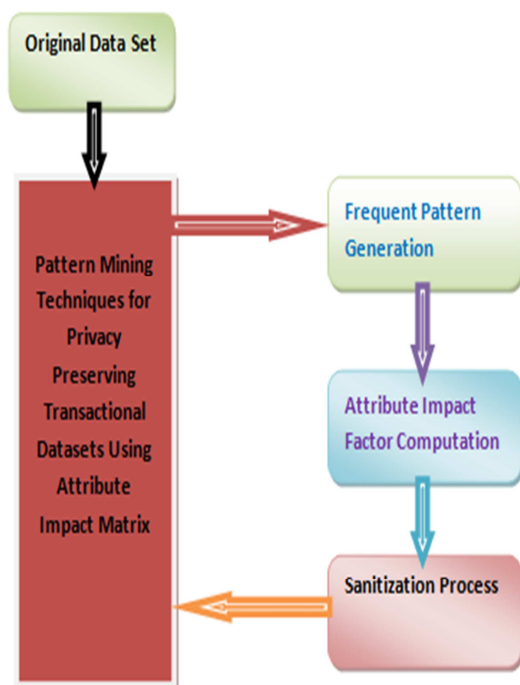 Original Data Set
Pattern Mining
Techniques for
Privacy
Preserving
Transactional
Datasets Using
Attribute
Impact Matrix
Frequent Pattern
Generation
Attribute Impact
Factor Computation
Sanitization Process